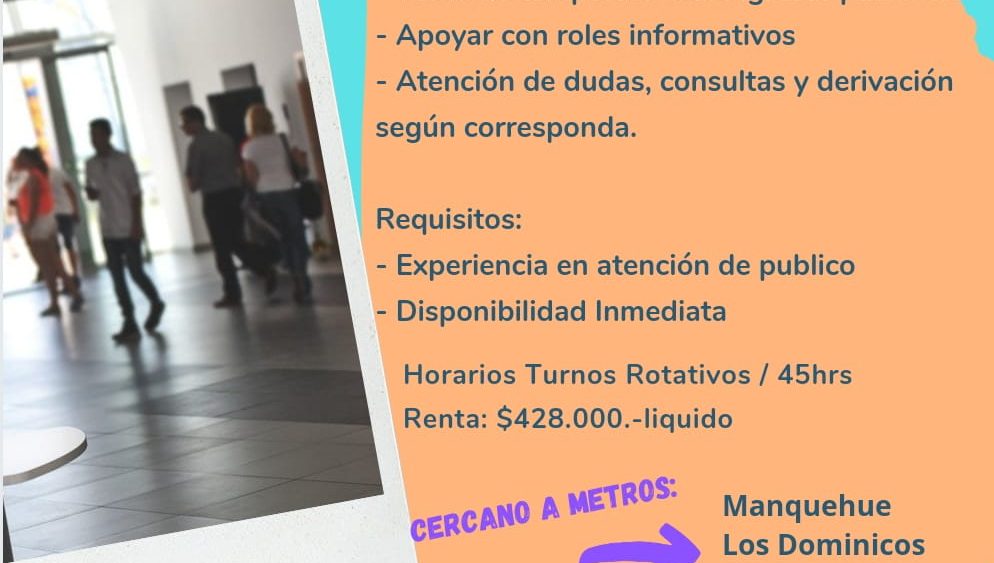 - Apoyar con roles informativos
- Atención de dudas, consultas y derivación
según corresponda.
Requisitos:
- Experiencia en atención de publico
- Disponibilidad Inmediata
Horarios Turnos Rotativos / 45hrs
Renta: $428.000.-liquido
CERCANO A METROS:
Manquehue
Los Dominicos